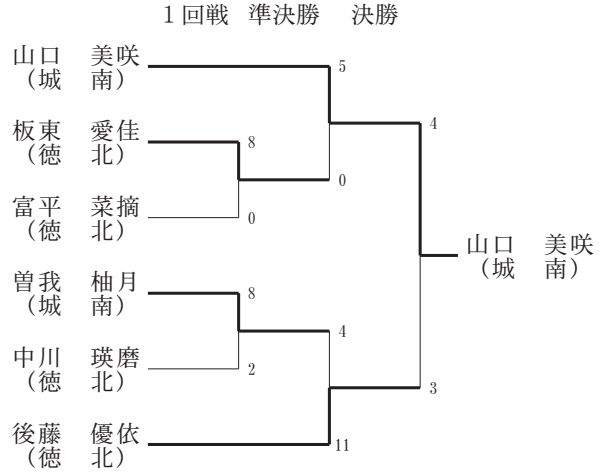 １回戦 準決勝 決勝
山口 美咲
（城 南）
5
4
板東 愛佳
（徳 北）
8
0
富平 菜摘
（徳 北）
0
山口 美咲
（城 南）
曽我 柚月
（城 南）
8
4
中川 瑛磨
（徳 北）
2
3
後藤 優依
（徳 北）
11